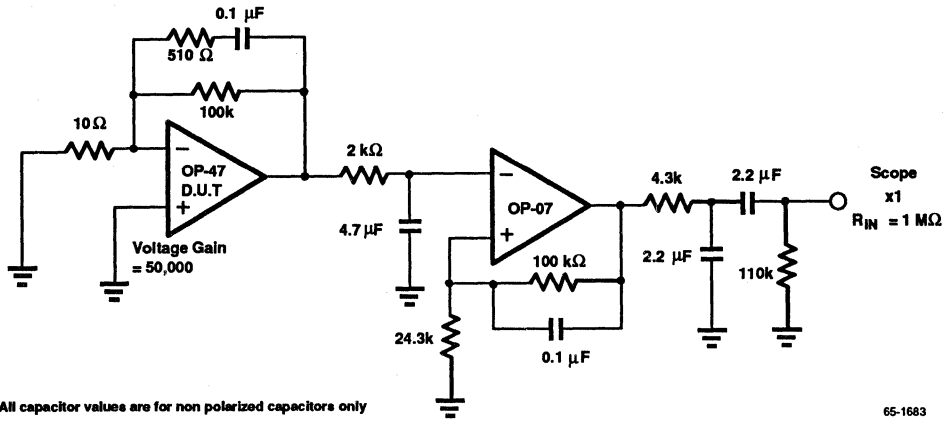 0.1 µF
510 Ω
100k
10Ω
−
OP-47
D.U.T
+
Voltage Gain
= 50,000
2 kΩ
4.7 µF
−
OP-07
+
100 kΩ
0.1 µF
24.3k
4.3k
2.2 µF
2.2 µF
110k
Scope
x1
RIN = 1 MΩ
All capacitor values are for non polarized capacitors only
65-1683